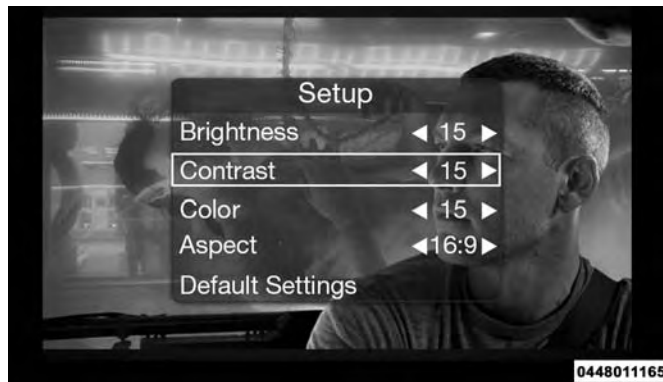 Setup
Brightness ◀ 15 ▶
Contrast ◀ 15 ▶
Color ◀ 15 ▶
Aspect ◀16:9▶
Default Settings
0448011165